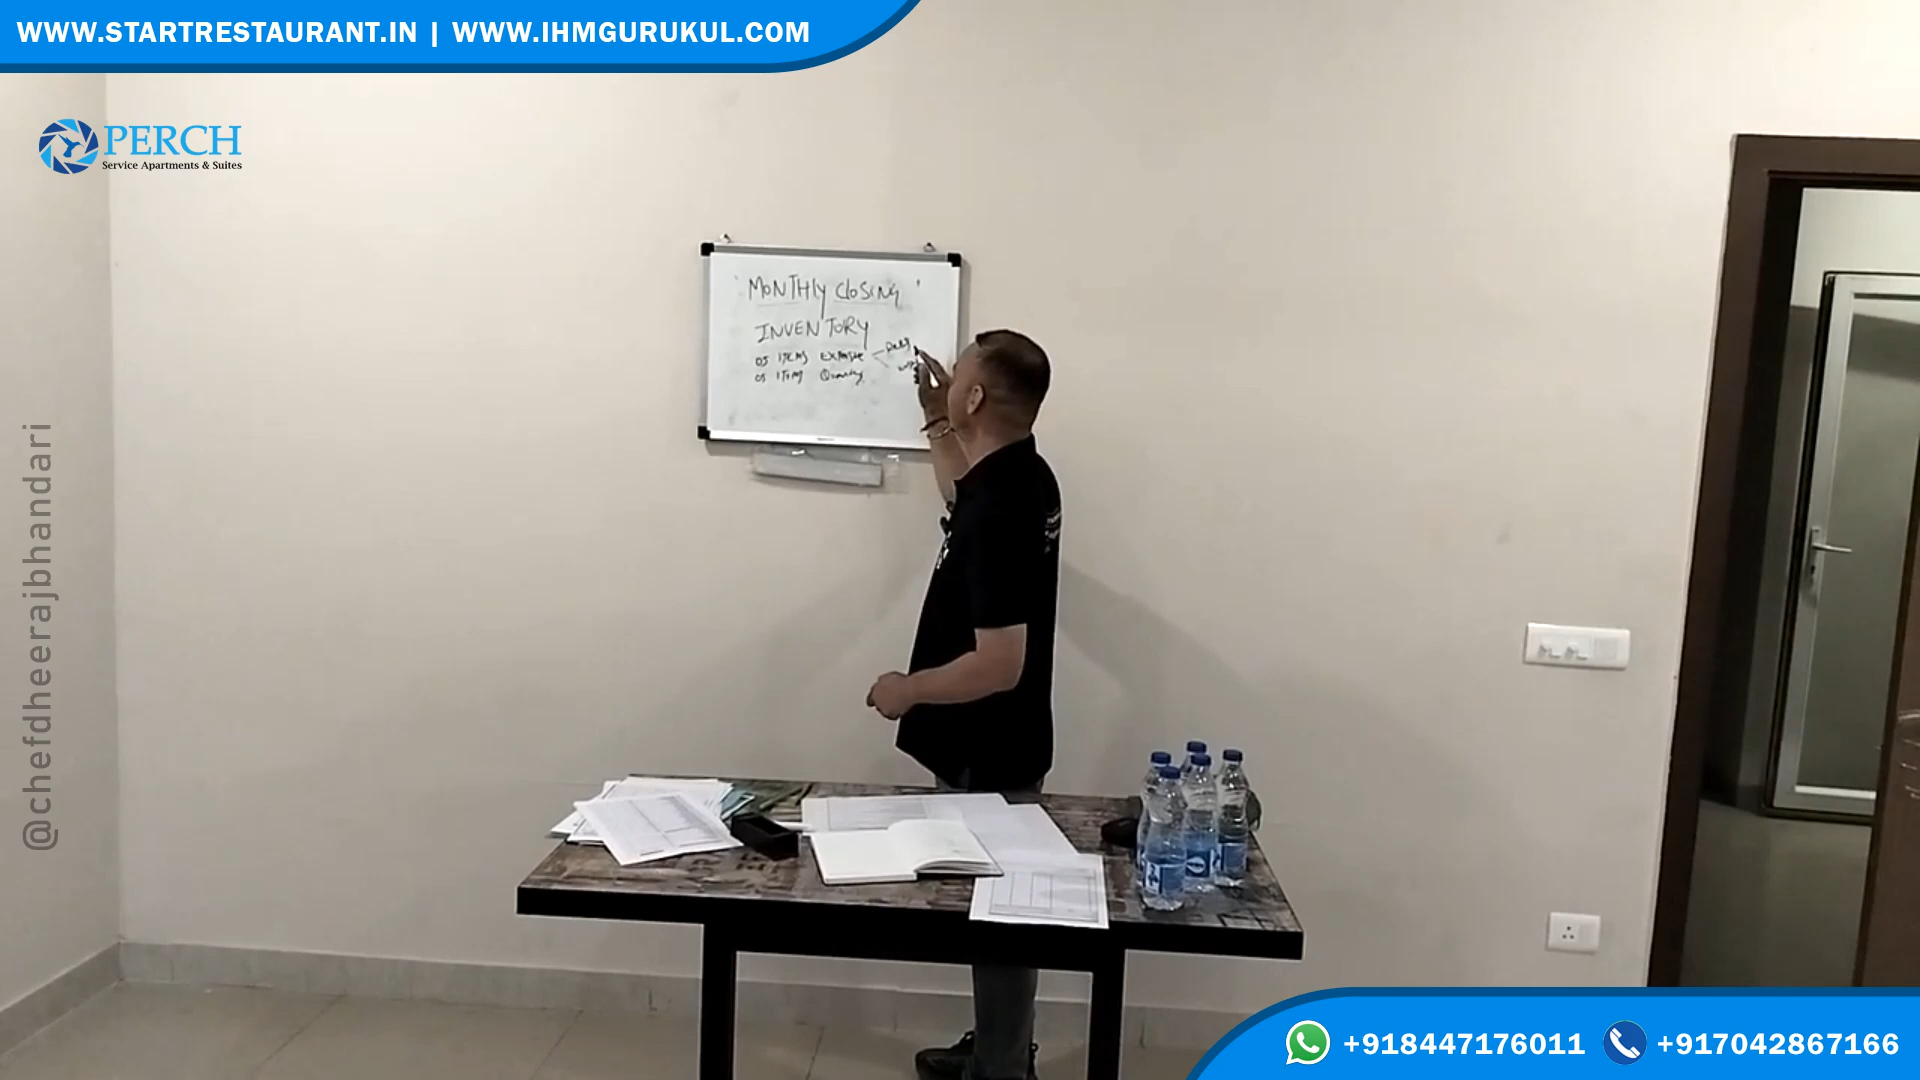 WWW.STARTRESTAURANT.IN | WWW.IHMGURUKUL.COM
PERCH
Service Apartments & Suites
@chefdheerajbhandari
"MONTHLY CLOSING"
INVENTORY
05 ITEMS EXPENSIVE
05 ITEMS Quantity
+918447176011
+917042867166